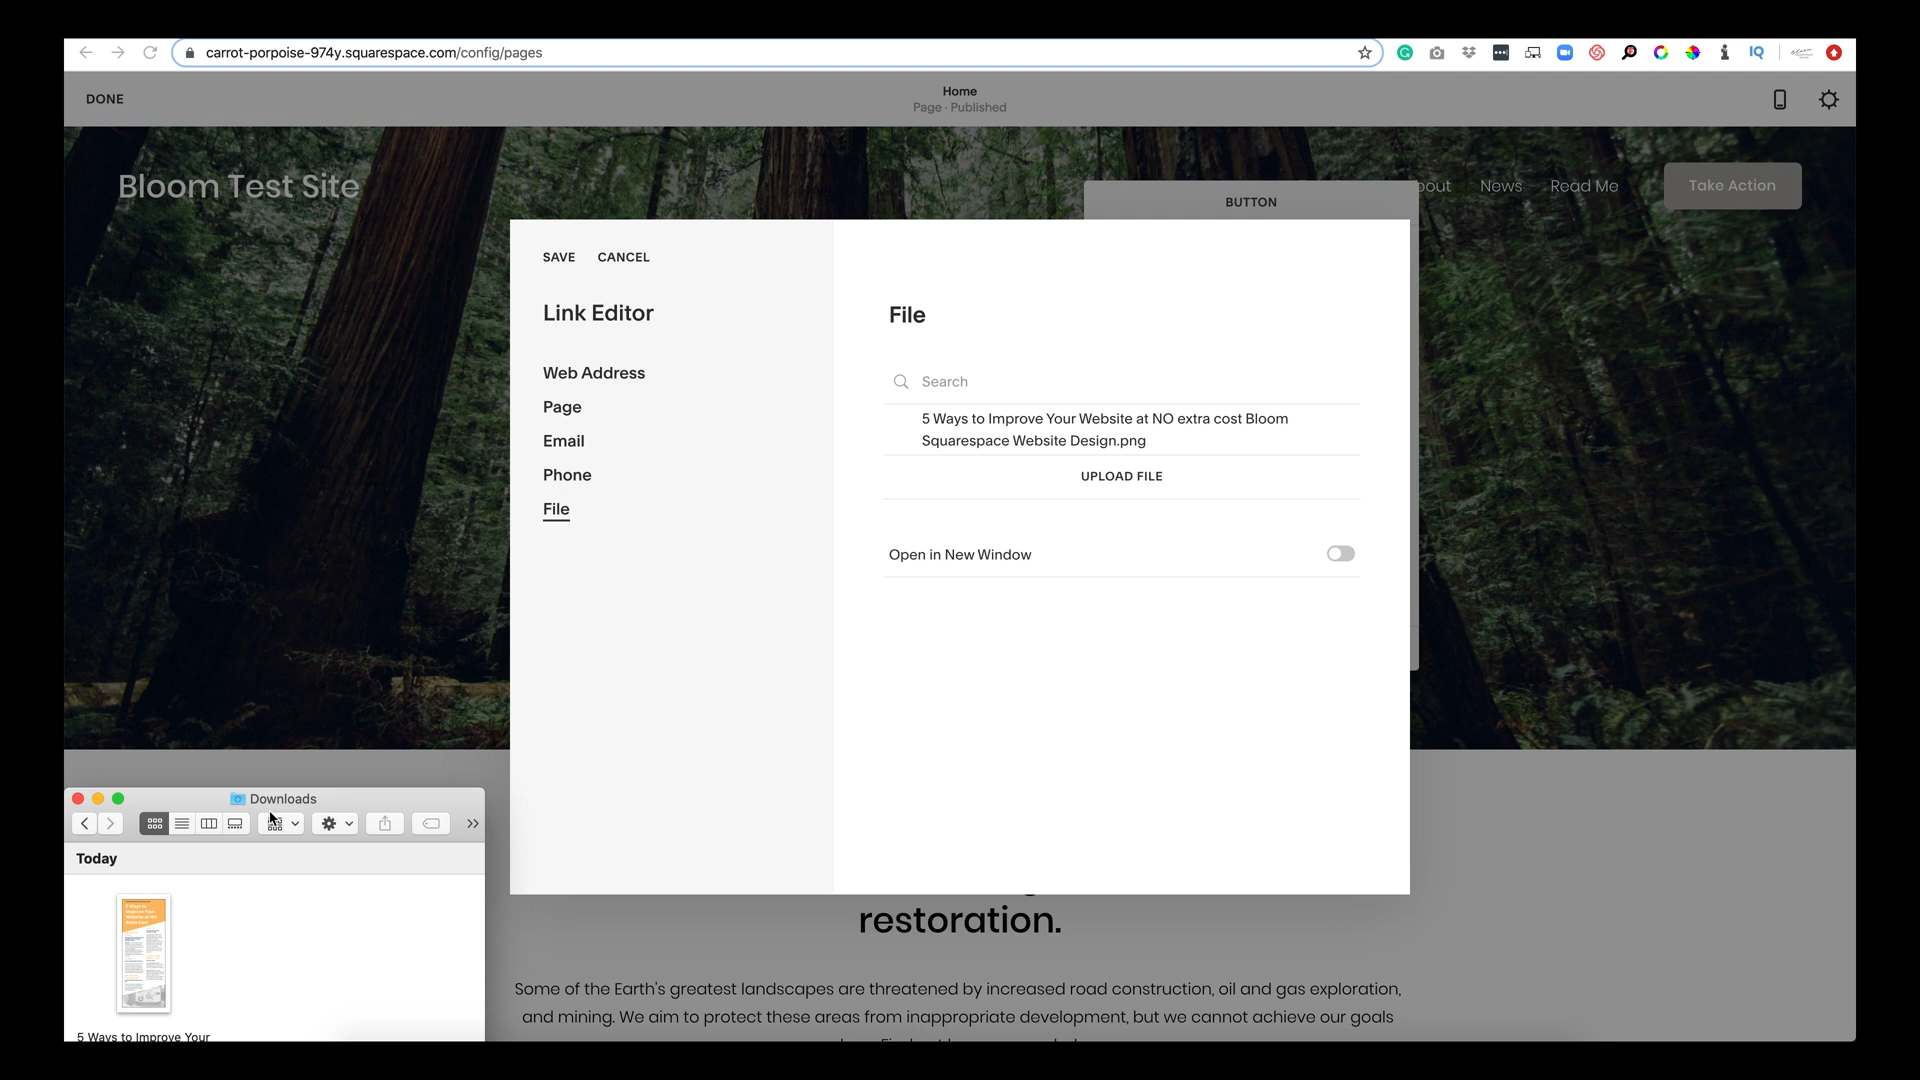 carrot-porpoise-974y.squarespace.com/config/pages
IQ
DONE
Home
Page · Published
Bloom Test Site
bout
News
Read Me
Take Action
BUTTON
SAVE
CANCEL
Link Editor
Web Address
Page
Email
Phone
File
File
Search
5 Ways to Improve Your Website at NO extra cost Bloom
Squarespace Website Design.png
UPLOAD FILE
Open in New Window
Downloads
Today
5 Ways to Improve Your
restoration.
Some of the Earth's greatest landscapes are threatened by increased road construction, oil and gas exploration,
and mining. We aim to protect these areas from inappropriate development, but we cannot achieve our goals